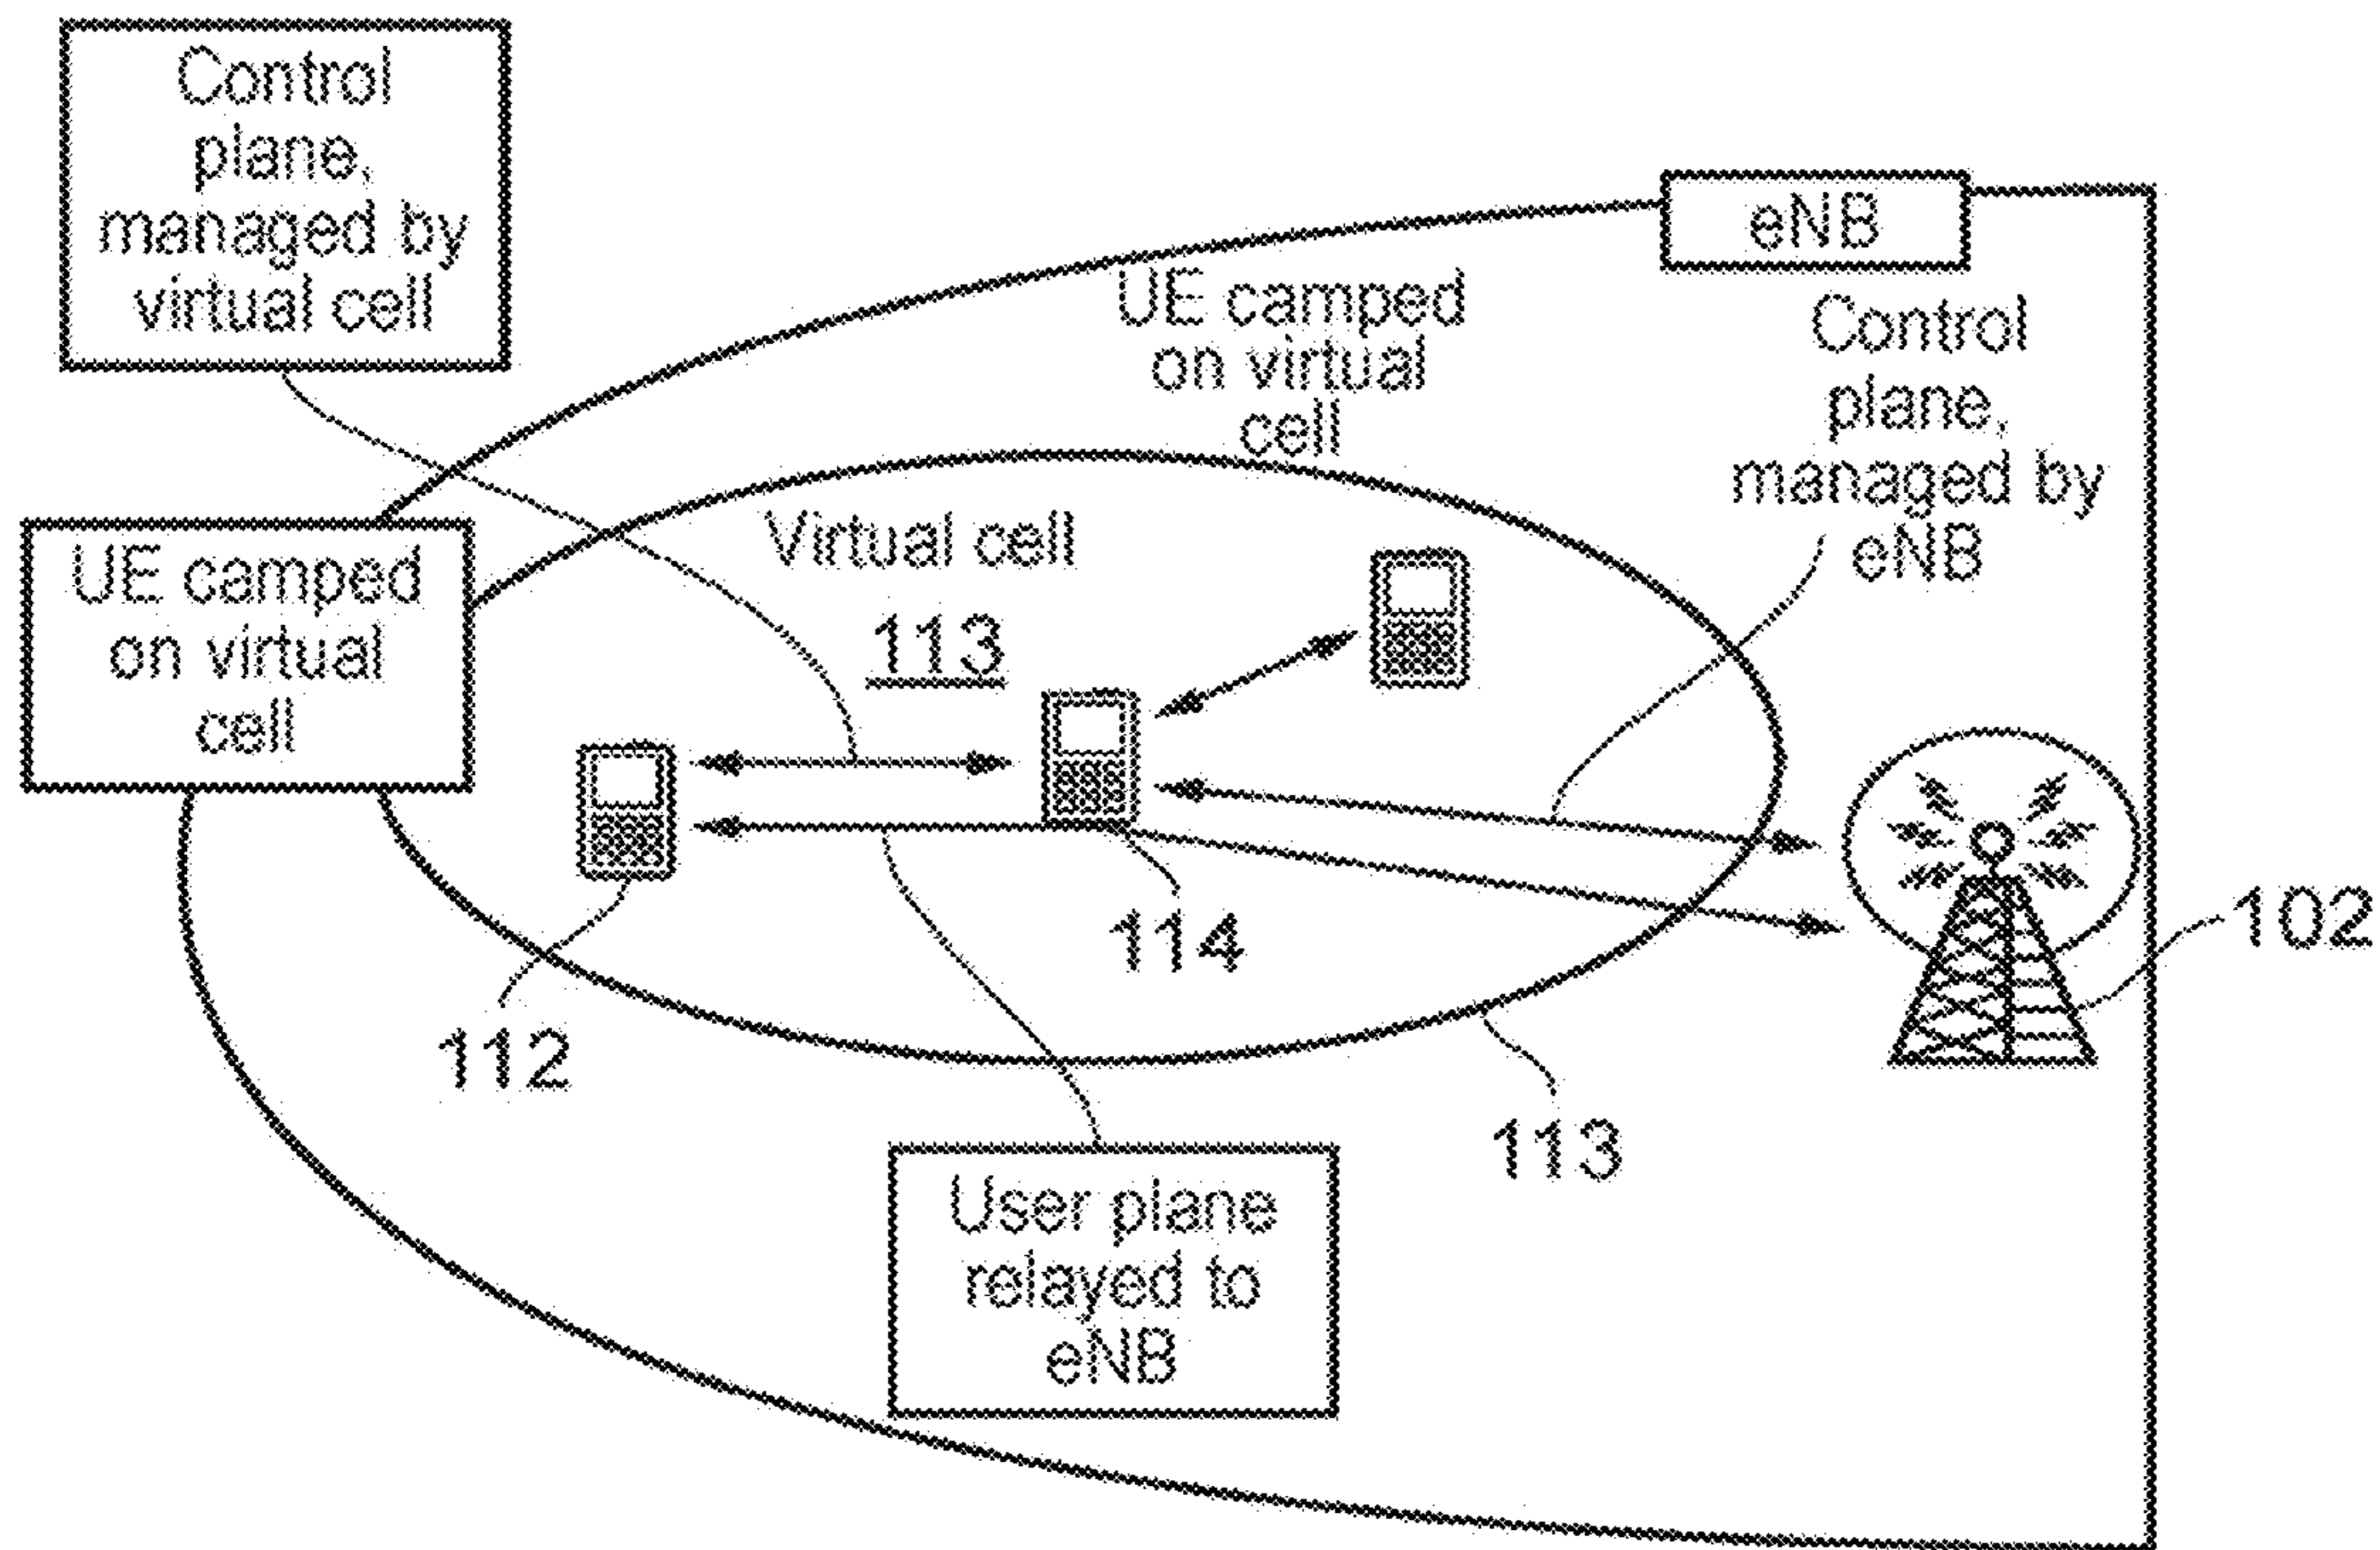 Control
plane,
managed by
virtual cell
eNB
UE camped
on virtual
cell
Control
plane,
managed by
eNB
UE camped
on virtual
cell
Virtual cell
113
114
102
112
113
User plane
relayed to
eNB